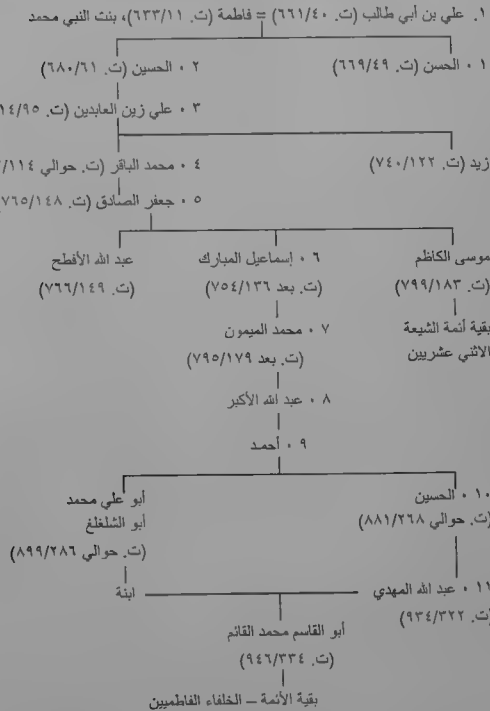 ١. علي بن أبي طالب (ت. ٦٦١/٤٠) = فاطمة (ت. ٦٣٣/١١)، بنت النبي محمد
١ • الحسن (ت. ٦٦٩/٤٩)
٢ • الحسين (ت. ٦٨٠/٦١)
٣ • علي زين العابدين (ت. ١٤/٩٥
زيد (ت. ٧٤٠/١٢٢)
٤ • محمد الباقر (ت. حوالي /١١٤
٥ • جعفر الصادق (ت. ٧٦٥/١٤٨)
موسى الكاظم
٦ • إسماعيل المبارك
عبد الله الأفطح
(ت. ٧٩٩/١٨٣)
(ت. بعد ٧٥٤/١٣٦)
(ت. ٧٦٦/١٤٩)
بقية أئمة الشيعة
الاثني عشريين
٧ • محمد الميمون
(ت. بعد ٧٩٥/١٧٩)
٨ • عبد الله الأكبر
٩ • أحمد
١٠ • الحسين
(ت. حوالي ٨٨١/٢٦٨)
أبو علي محمد
أبو الشلغلغ
(ت. حوالي ٨٩٩/٢٨٦)
١١ • عبد الله المهدي
(ت. ٩٣٤/٣٢٢)
ابنة
أبو القاسم محمد القائم
(ت. ٩٤٦/٣٣٤)
بقية الأئمة – الخلفاء الفاطميين